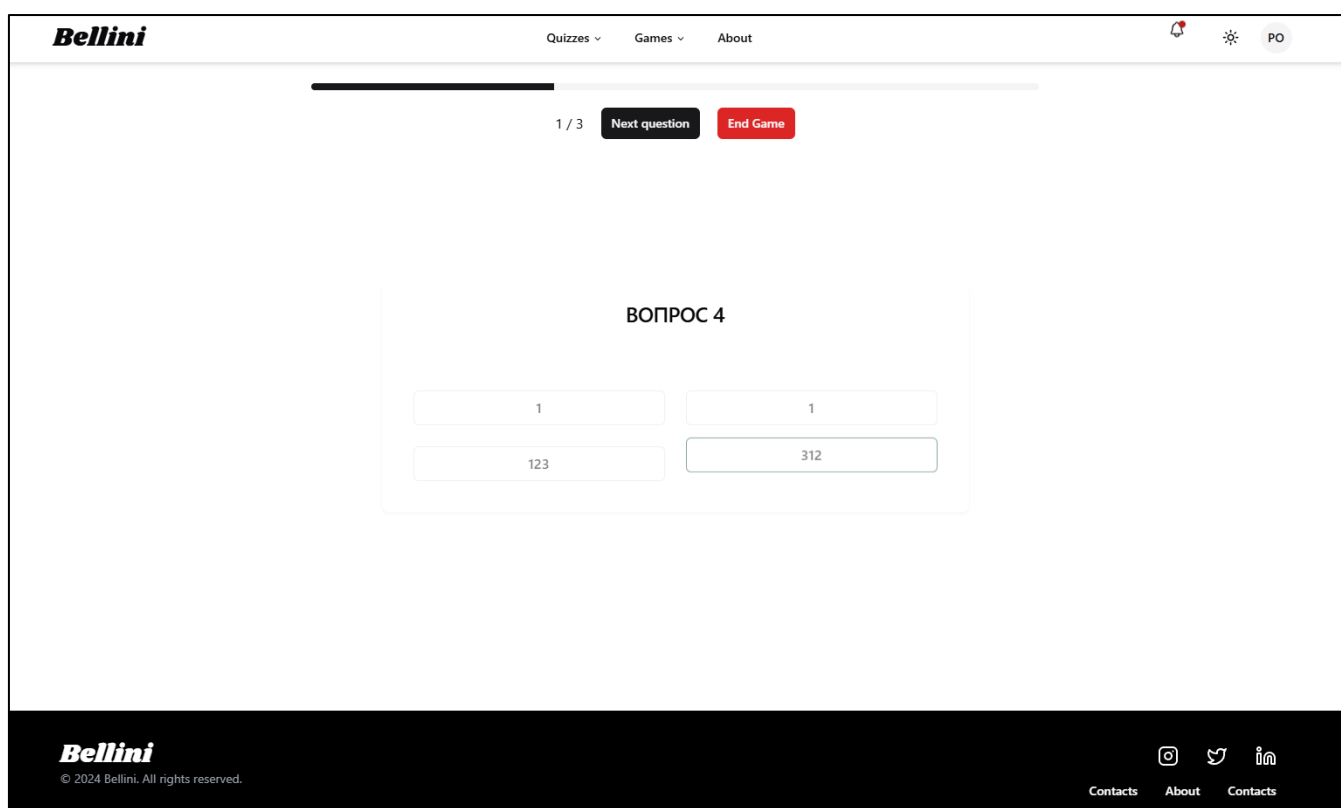 Bellini Quizzes Games About PO
1 / 3 Next question End Game
ВОПРОС 4
1 1
123 312
Bellini
© 2024 Bellini. All rights reserved.
Contacts About Contacts